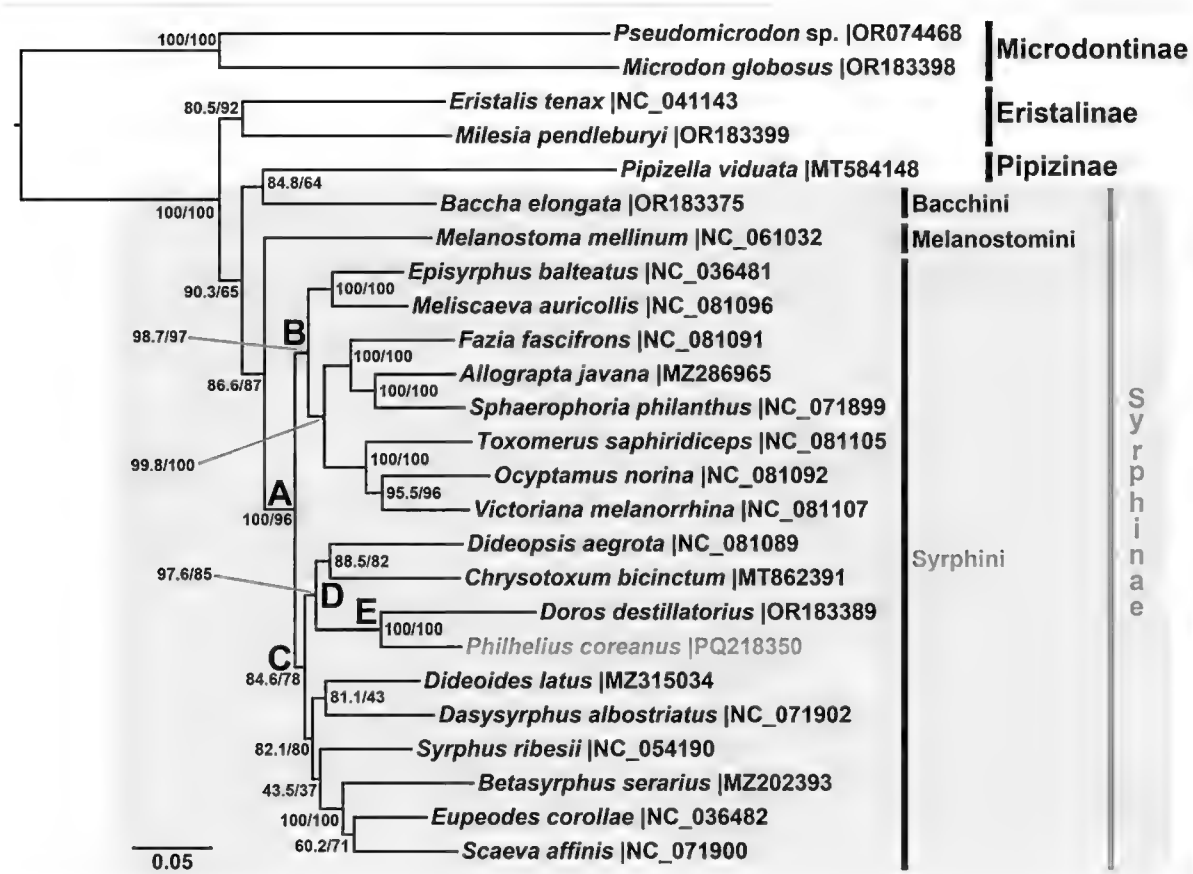 100/100
Pseudomicrodon sp. |OR074468
Microdon globosus |OR183398
Microdontinae
80.5/92
Eristalis tenax |NC_041143
Milesia pendleburyi |OR183399
Eristalinae
100/100
Pipizella viduata |MT584148
Pipizinae
84.8/64
Baccha elongata |OR183375
Bacchini
Melanostoma mellinum |NC_061032
Melanostomini
90.3/65
Episyrphus balteatus |NC_036481
100/100
Meliscaeva auricollis |NC_081096
98.7/97
B
Fazia fascifrons |NC_081091
100/100
Allograpta javana |MZ286965
100/100
Sphaerophoria philanthus |NC_071899
86.6/87
Toxomerus saphiridiceps |NC_081105
100/100
99.8/100
Ocyptamus norina |NC_081092
95.5/96
Victoriana melanorrhina |NC_081107
A
100/96
Dideopsis aegrota |NC_081089
88.5/82
Chrysotoxum bicinctum |MT862391
97.6/85
D
E
Doros destillatorius |OR183389
100/100
Philhelius coreanus |PQ218350
C
84.6/78
Dideoides latus |MZ315034
81.1/43
Dasysyrphus albostriatus |NC_071902
82.1/80
Syrphus ribesii |NC_054190
43.5/37
Betasyrphus serarius |MZ202393
100/100
Eupeodes corollae |NC_036482
60.2/71
Scaeva affinis |NC_071900
Syrphini
Syrphinae
0.05